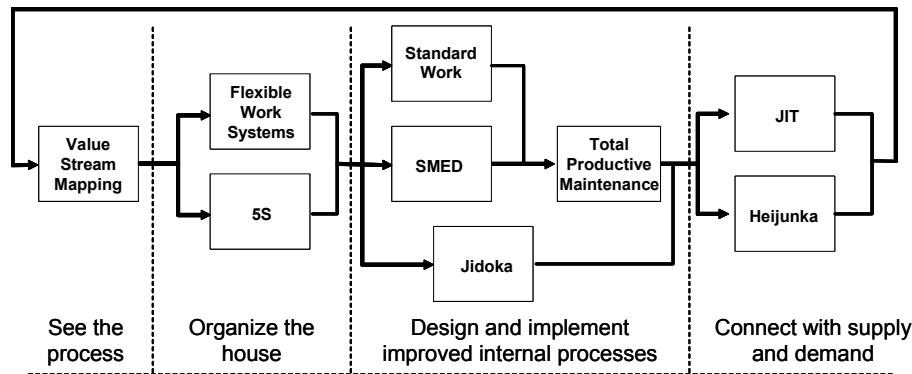 Value
Stream
Mapping
Flexible
Work
Systems
5S
Standard
Work
SMED
Jidoka
Total
Productive
Maintenance
JIT
Heijunka
See the
process
Organize the
house
Design and implement
improved internal processes
Connect with supply
and demand